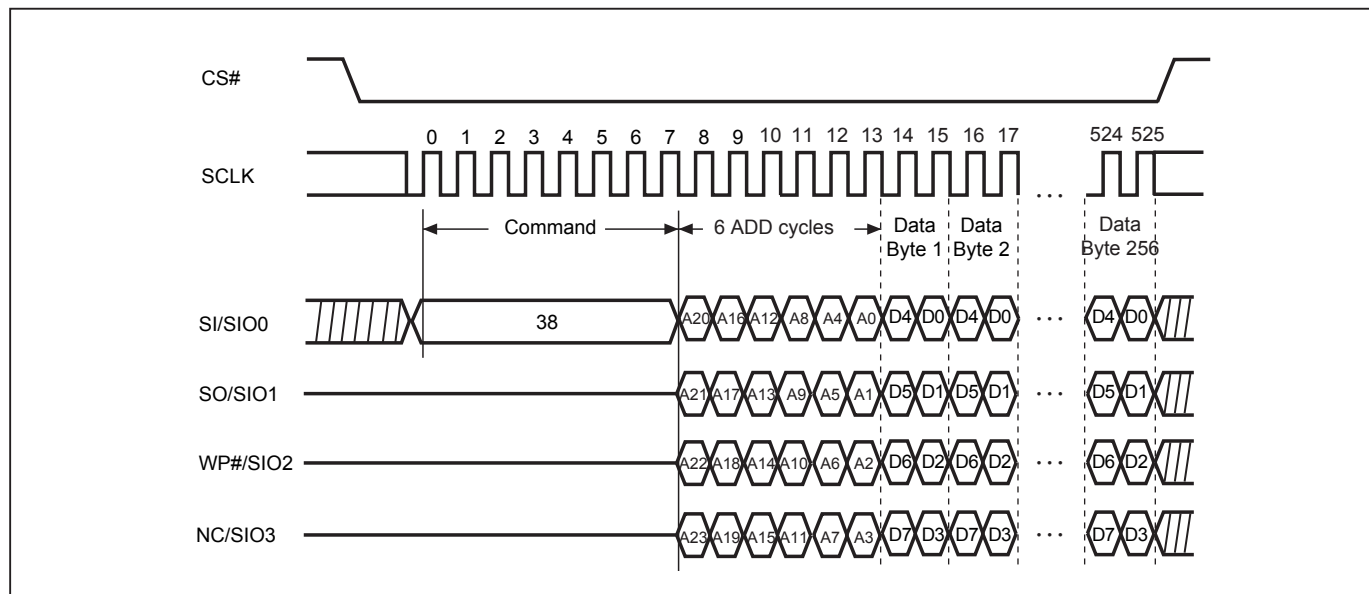 CS#
0 1 2 3 4 5 6 7 8 9 10 11 12 13 14 15 16 17 524 525
SCLK
...
Command 6 ADD cycles Data Data Data
Byte 1 Byte 2 Byte 256
SI/SIO0 38 A20 A16 A12 A8 A4 A0 D4 D0 D4 D0 ... D4 D0
SO/SIO1 A21 A17 A13 A9 A5 A1 D5 D1 D5 D1 ... D5 D1
WP#/SIO2 A22 A18 A14 A10 A6 A2 D6 D2 D6 D2 ... D6 D2
NC/SIO3 A23 A19 A15 A11 A7 A3 D7 D3 D7 D3 ... D7 D3